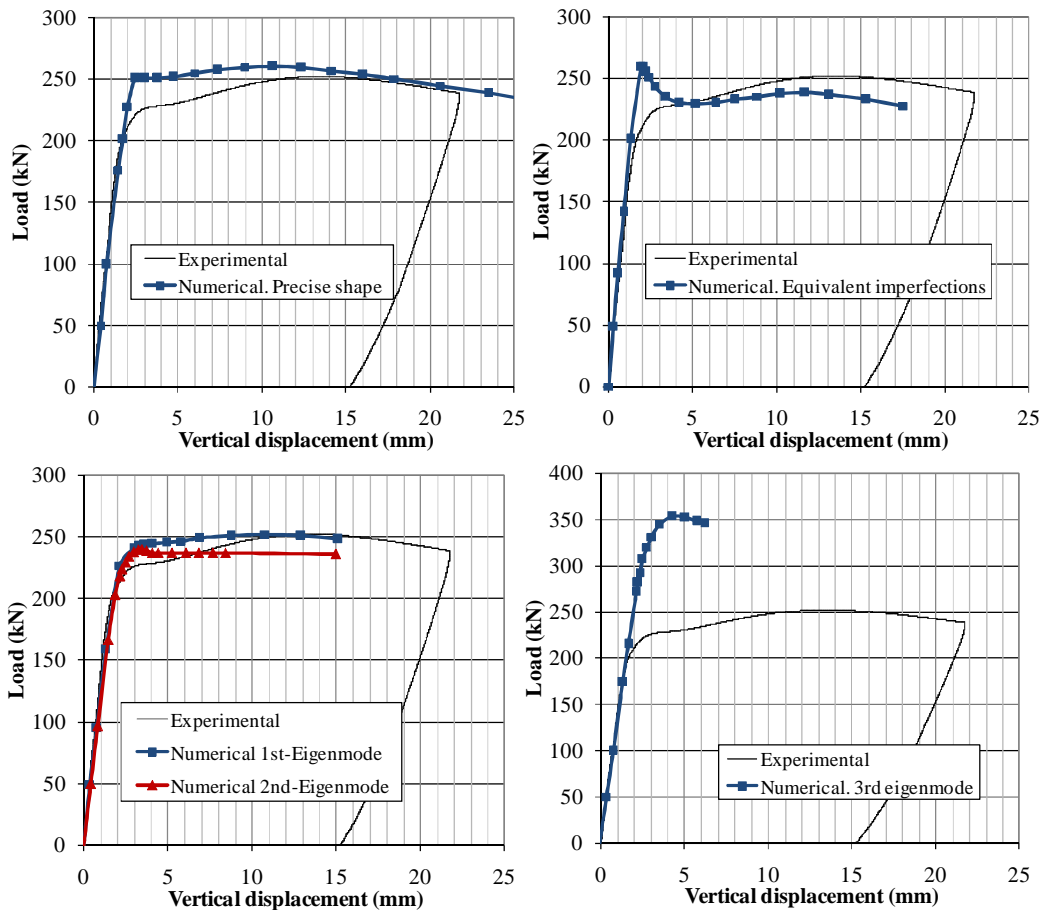 300
250
200
150
100
50
0
Load (kN)
Experimental
Numerical. Precise shape
0 5 10 15 20 25
Vertical displacement (mm)
300
250
200
150
100
50
0
Load (kN)
Experimental
Numerical. Equivalent imperfections
0 5 10 15 20 25
Vertical displacement (mm)
300
250
200
150
100
50
0
Load (kN)
Experimental
Numerical 1st-Eigenmode
Numerical 2nd-Eigenmode
0 5 10 15 20 25
Vertical displacement (mm)
400
350
300
250
200
150
100
50
0
Load (kN)
Experimental
Numerical. 3rd eigenmode
0 5 10 15 20 25
Vertical displacement (mm)